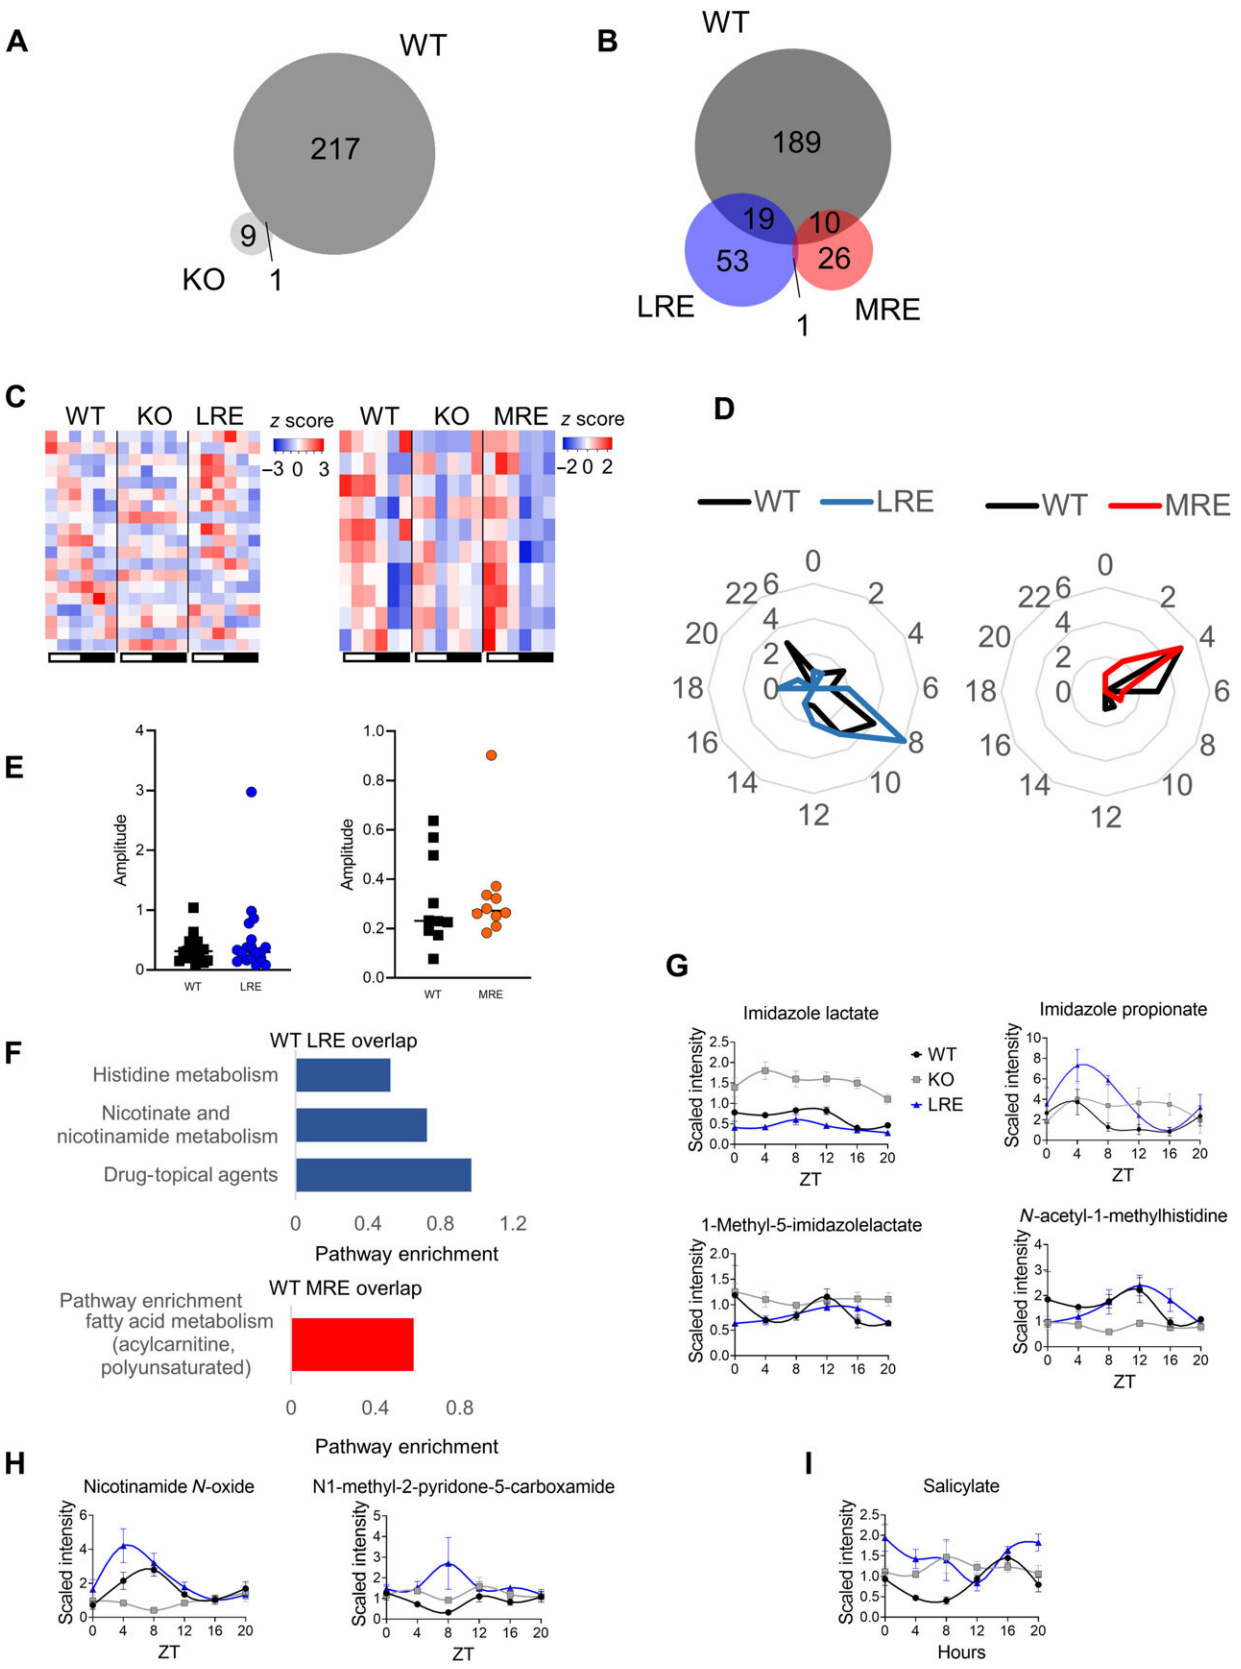 A
WT
217
9
KO
1
B
WT
189
19
10
53
26
LRE
MRE
1
C
WT KO LRE
z score
−3 0 3
WT KO MRE
z score
−2 0 2
D
WT LRE
0
2
4
6
8
10
12
14
16
18
20
22
6
4
2
0
WT MRE
0
2
4
6
8
10
12
14
16
18
20
22
6
4
2
0
E
Amplitude
4
3
2
1
0
WT LRE
Amplitude
1.0
0.8
0.6
0.4
0.2
0.0
WT MRE
F
WT LRE overlap
Histidine metabolism
Nicotinate and
nicotinamide metabolism
Drug-topical agents
0 0.4 0.8 1.2
Pathway enrichment
WT MRE overlap
Pathway enrichment
fatty acid metabolism
(acylcarnitine,
polyunsaturated)
0 0.4 0.8
Pathway enrichment
G
Imidazole lactate
Scaled intensity
2.5
2.0
1.5
1.0
0.5
0.0
0 4 8 12 16 20
ZT
WT
KO
LRE
Imidazole propionate
Scaled intensity
10
8
6
4
2
0
0 4 8 12 16 20
ZT
1-Methyl-5-imidazolelactate
Scaled intensity
2.0
1.5
1.0
0.5
0.0
0 4 8 12 16 20
N-acetyl-1-methylhistidine
Scaled intensity
4
3
2
1
0
0 4 8 12 16 20
ZT
H
Nicotinamide N-oxide
Scaled intensity
6
4
2
0
0 4 8 12 16 20
ZT
N1-methyl-2-pyridone-5-carboxamide
Scaled intensity
5
4
3
2
1
0
0 4 8 12 16 20
ZT
I
Salicylate
Scaled intensity
2.5
2.0
1.5
1.0
0.5
0.0
0 4 8 12 16 20
Hours